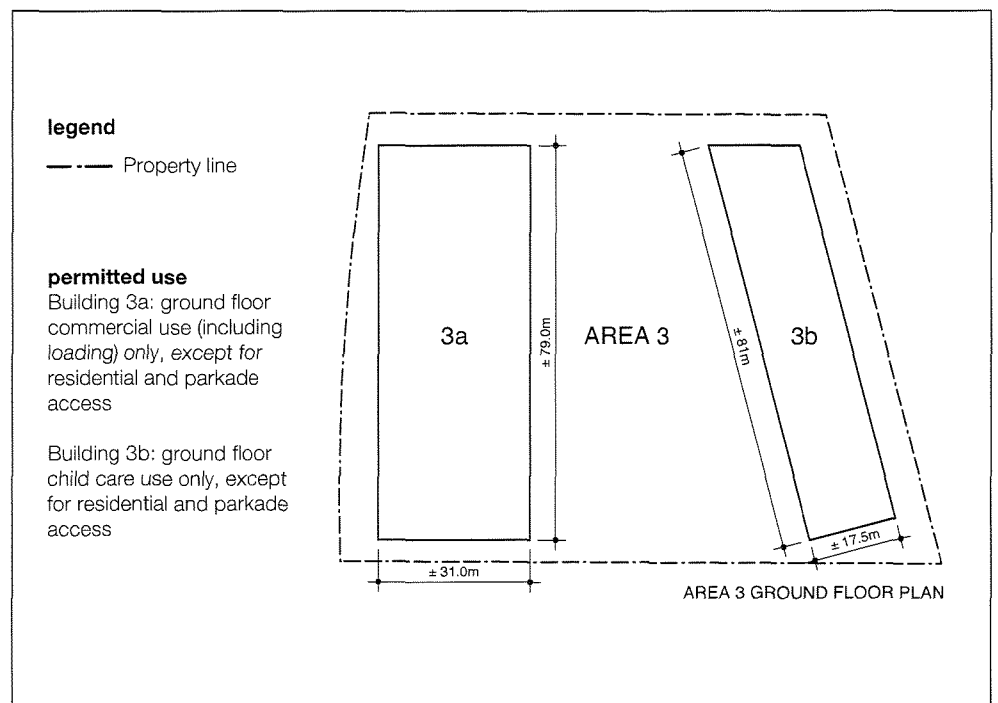 legend
Property line
permitted use
Building 3a: ground floor
commercial use (including
loading) only, except for
residential and parkade
access
Building 3b: ground floor
child care use only, except
for residential and parkade
access
3a
± 79.0m
AREA 3
± 81m
3b
± 17.5m
± 31.0m
AREA 3 GROUND FLOOR PLAN